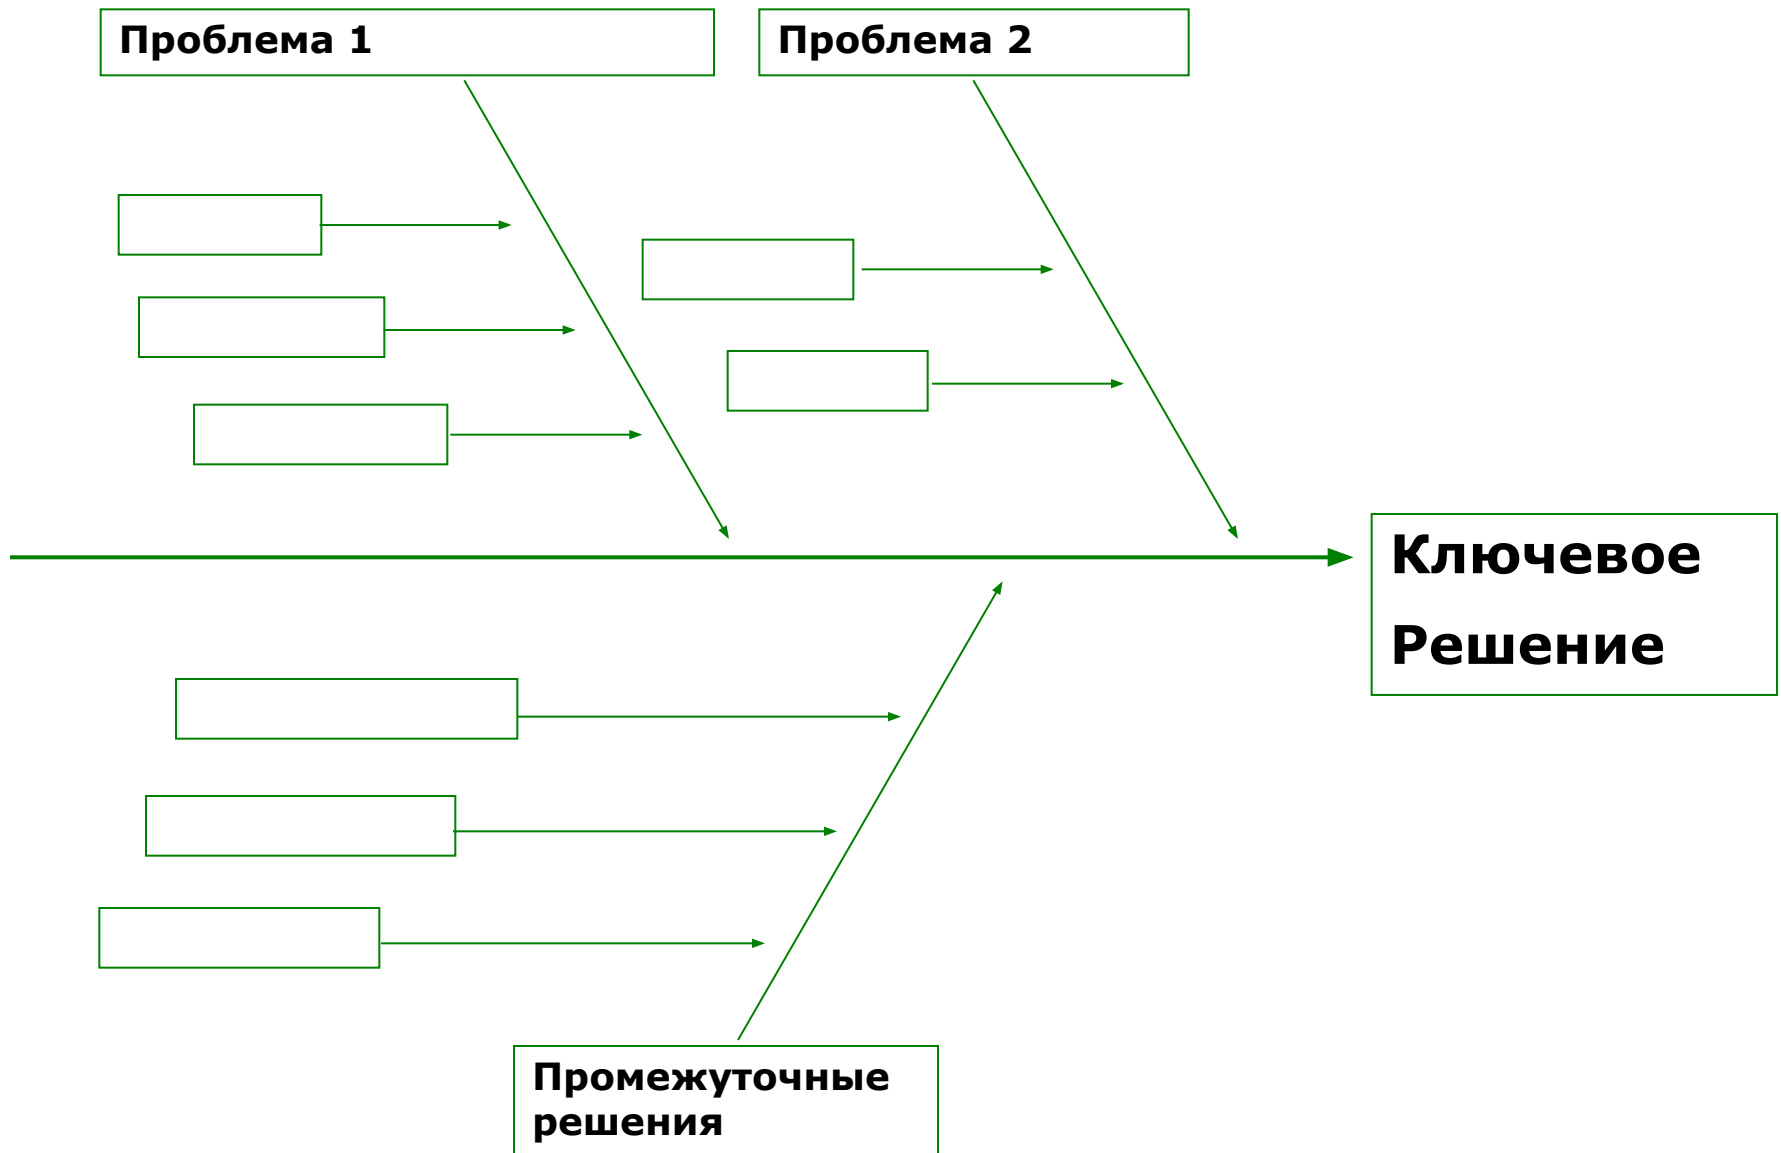 Проблема 1
Проблема 2
Ключевое
Решение
Промежуточные
решения